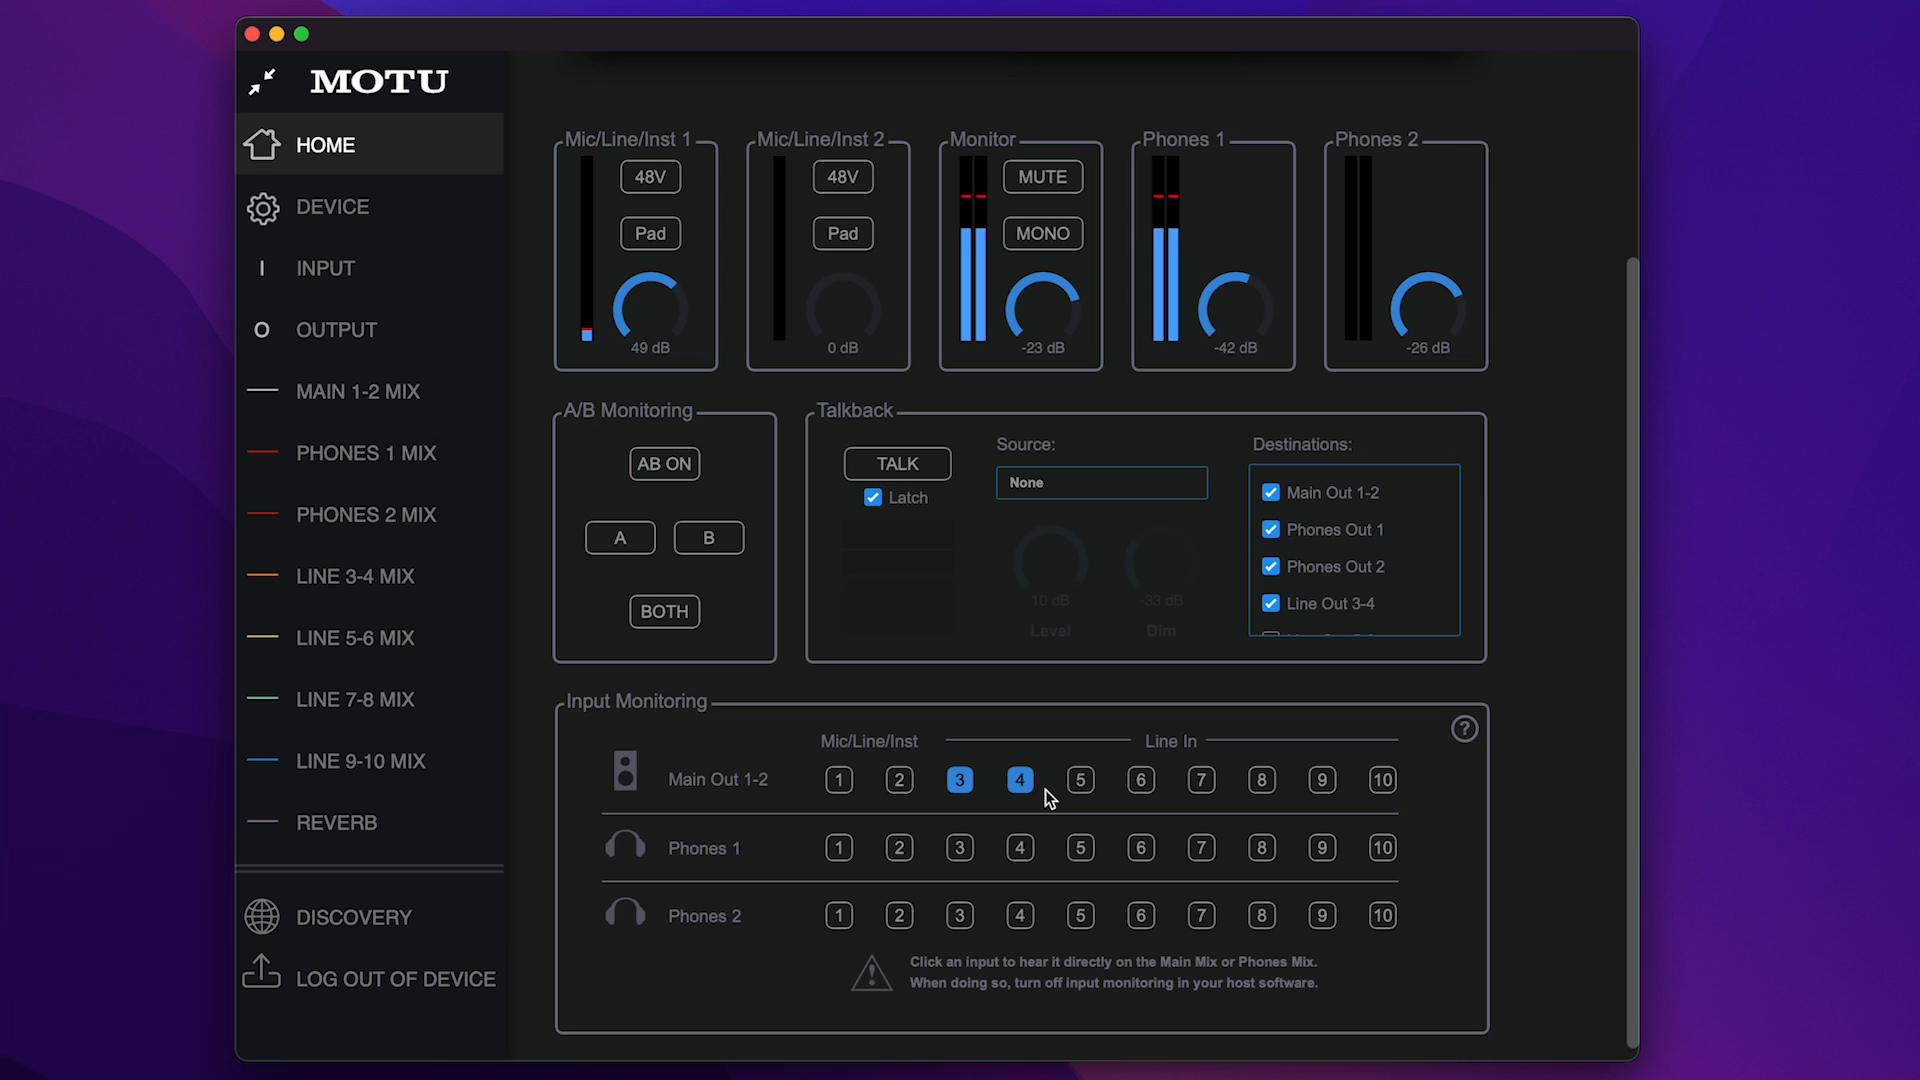 MOTU
HOME
DEVICE
I INPUT
O OUTPUT
MAIN 1-2 MIX
PHONES 1 MIX
PHONES 2 MIX
LINE 3-4 MIX
LINE 5-6 MIX
LINE 7-8 MIX
LINE 9-10 MIX
REVERB
DISCOVERY
LOG OUT OF DEVICE
Mic/Line/Inst 1
48V
Pad
49 dB
Mic/Line/Inst 2
48V
Pad
0 dB
Monitor
MUTE
MONO
-23 dB
Phones 1
-42 dB
Phones 2
-26 dB
A/B Monitoring
AB ON
A B
BOTH
Talkback
TALK
Latch
Source:
None
10 dB
Level
-33 dB
Dim
Destinations:
Main Out 1-2
Phones Out 1
Phones Out 2
Line Out 3-4
Input Monitoring
?
Mic/Line/Inst Line In
Main Out 1-2 1 2 3 4 5 6 7 8 9 10
Phones 1 1 2 3 4 5 6 7 8 9 10
Phones 2 1 2 3 4 5 6 7 8 9 10
Click an input to hear it directly on the Main Mix or Phones Mix.
When doing so, turn off input monitoring in your host software.